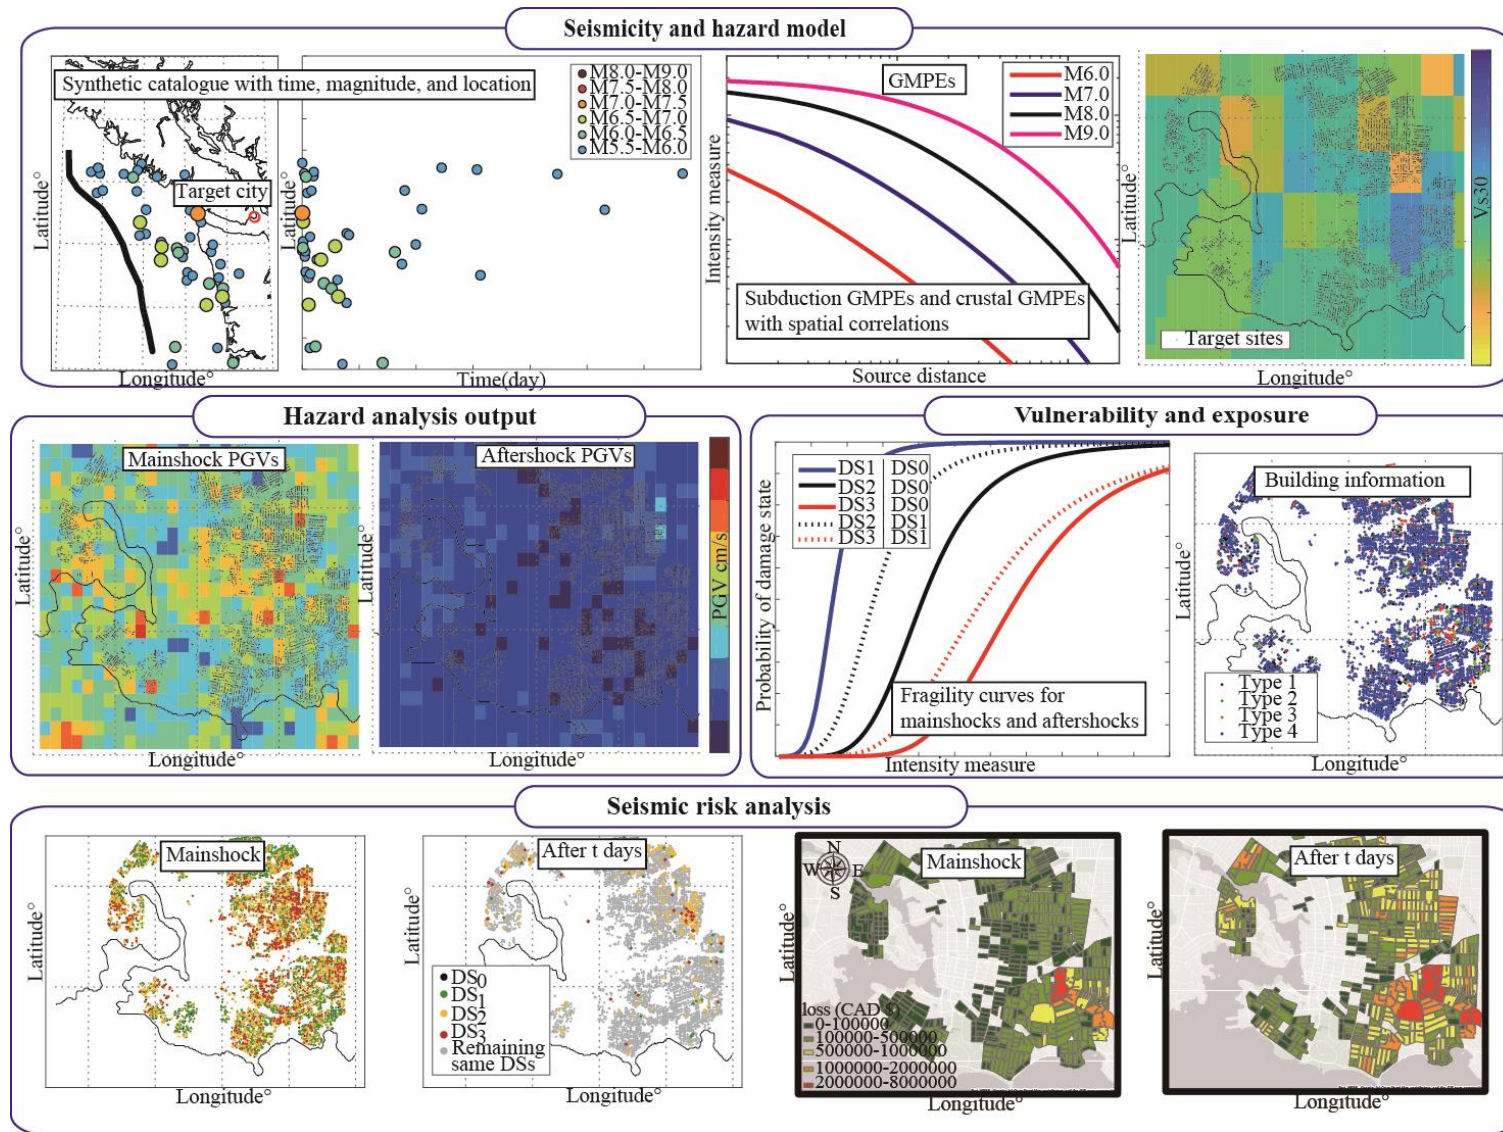 Seismicity and hazard model
Synthetic catalogue with time, magnitude, and location
M8.0-M9.0
M7.5-M8.0
M7.0-M7.5
M6.5-M7.0
M6.0-M6.5
M5.5-M6.0
Target city
Latitude°
Longitude°
Latitude°
Time(day)
GMPEs
M6.0
M7.0
M8.0
M9.0
Intensity measure
Subduction GMPEs and crustal GMPEs
with spatial correlations
Source distance
Latitude°
Target sites
Longitude°
Vs30
Hazard analysis output
Mainshock PGVs
Latitude°
Longitude°
Aftershock PGVs
Latitude°
Longitude°
PGV cm/s
Vulnerability and exposure
DS1 DS0
DS2 DS0
DS3 DS0
DS2 DS1
DS3 DS1
Probability of damage state
Fragility curves for
mainshocks and aftershocks
Intensity measure
Building information
Latitude°
Type 1
Type 2
Type 3
Type 4
Longitude°
Seismic risk analysis
Mainshock
Latitude°
Longitude°
After t days
Latitude°
DS0
DS1
DS2
DS3
Remaining
same DSs
Longitude°
N
W E
S
Mainshock
Latitude°
loss (CAD $)
0-100000
100000-500000
500000-1000000
1000000-2000000
2000000-8000000
Longitude°
After t days
Latitude°
Longitude°